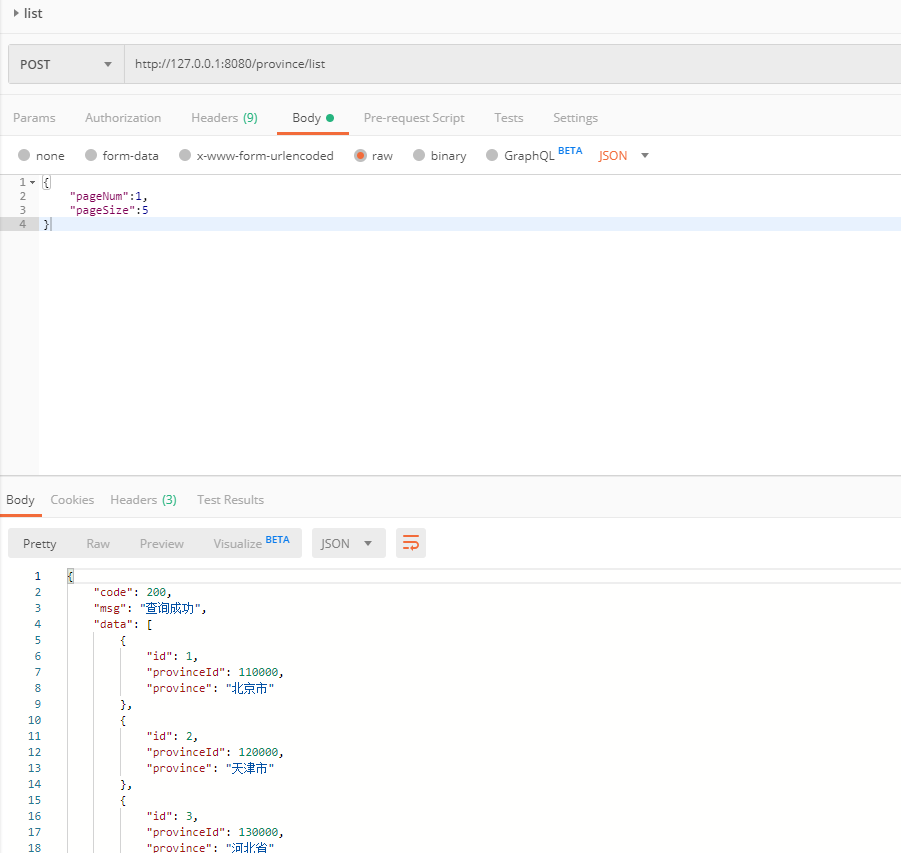 list
POST http://127.0.0.1:8080/province/list
Params Authorization Headers (9) Body Pre-request Script Tests Settings
none form-data x-www-form-urlencoded raw binary GraphQL BETA JSON
1 {
2 "pageNum":1,
3 "pageSize":5
4 }
Body Cookies Headers (3) Test Results
Pretty Raw Preview Visualize BETA JSON
1 {
2 "code": 200,
3 "msg": "查询成功",
4 "data": [
5 {
6 "id": 1,
7 "provinceId": 110000,
8 "province": "北京市"
9 },
10 {
11 "id": 2,
12 "provinceId": 120000,
13 "province": "天津市"
14 },
15 {
16 "id": 3,
17 "provinceId": 130000,
18 "province": "河北省"